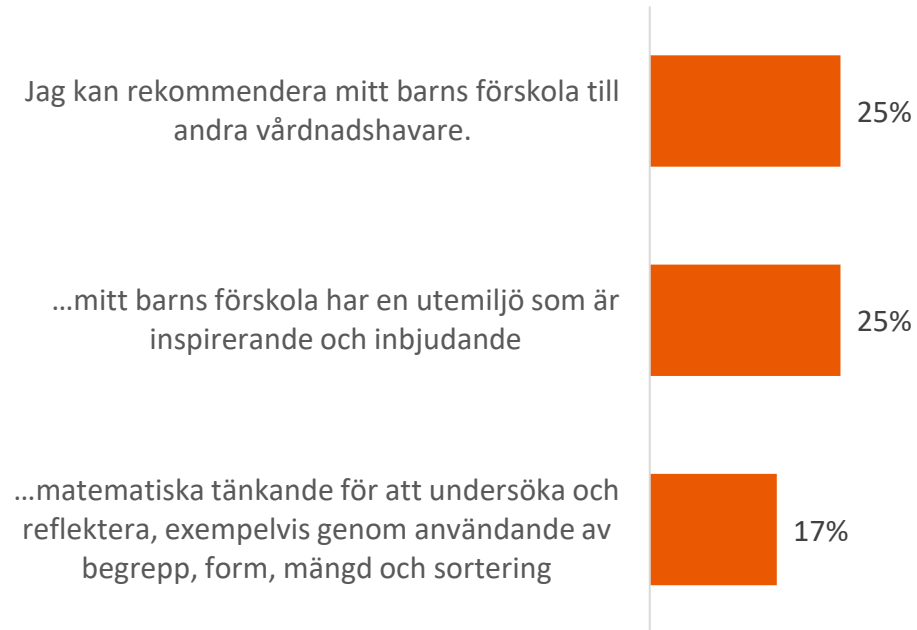 Jag kan rekommendera mitt barns förskola till
andra vårdnadshavare.
25%
…mitt barns förskola har en utemiljö som är
inspirerande och inbjudande
25%
…matematiska tänkande för att undersöka och
reflektera, exempelvis genom användande av
begrepp, form, mängd och sortering
17%